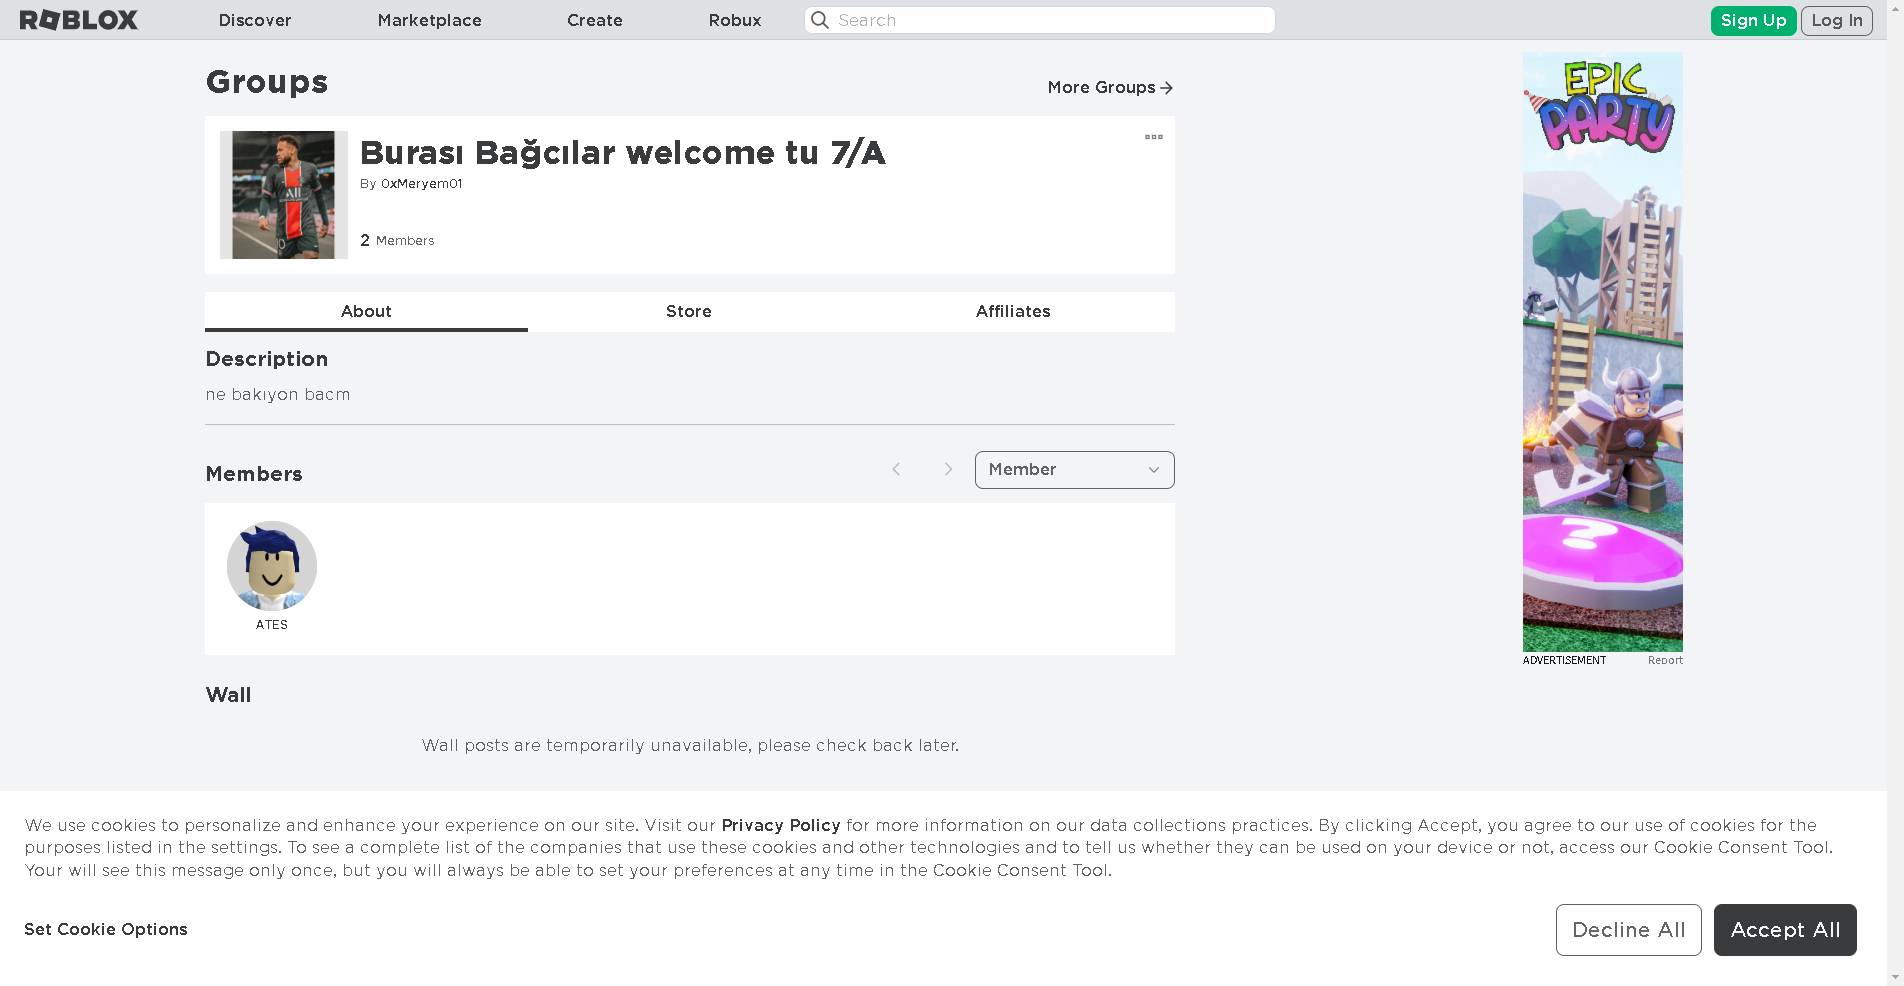 ROBLOX
Discover
Marketplace
Create
Robux
Search
Sign Up
Log In
Groups
More Groups
Burası Bağcılar welcome tu 7/A
By 0xMeryem01
2 Members
About
Store
Affiliates
Description
ne bakıyon bacm
Members
Member
ATES
Wall
Wall posts are temporarily unavailable, please check back later.
EPIC
PARTY
All
?
ADVERTISEMENT
Report
We use cookies to personalize and enhance your experience on our site. Visit our Privacy Policy for more information on our data collections practices. By clicking Accept, you agree to our use of cookies for the
purposes listed in the settings. To see a complete list of the companies that use these cookies and other technologies and to tell us whether they can be used on your device or not, access our Cookie Consent Tool.
Your will see this message only once, but you will always be able to set your preferences at any time in the Cookie Consent Tool.
Set Cookie Options
Decline All
Accept All